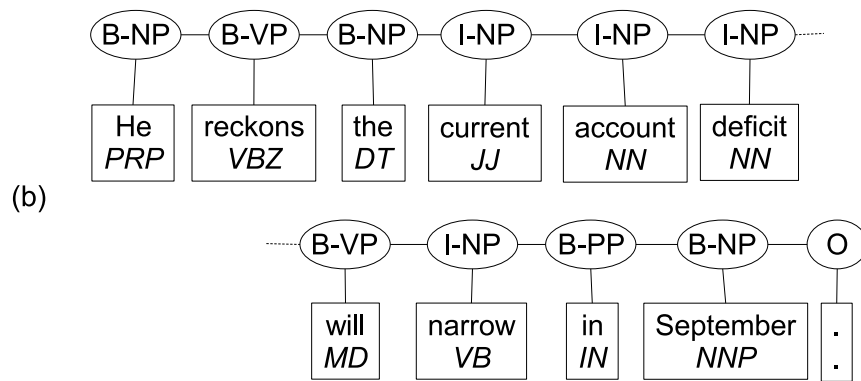 B-NP B-VP B-NP I-NP I-NP I-NP
He reckons the current account deficit
PRP VBZ DT JJ NN NN
(b)
B-VP I-NP B-PP B-NP O
will narrow in September .
MD VB IN NNP .